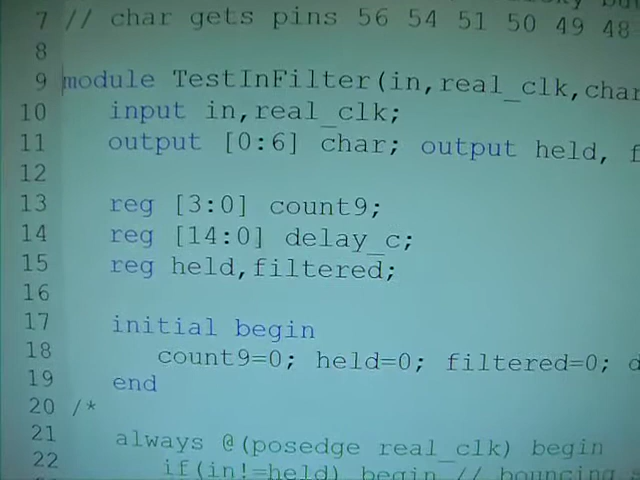 7 // char gets pins 56 54 51 50 49 48
8
9 module TestInFilter(in,real_clk,char
10 input in,real_clk;
11 output [0:6] char; output held, f
12
13 reg [3:0] count9;
14 reg [14:0] delay_c;
15 reg held,filtered;
16
17 initial begin
18 count9=0; held=0; filtered=0; d
19 end
20 /*
21 always @(posedge real_clk) begin
22 if(in!=held) begin // bouncing